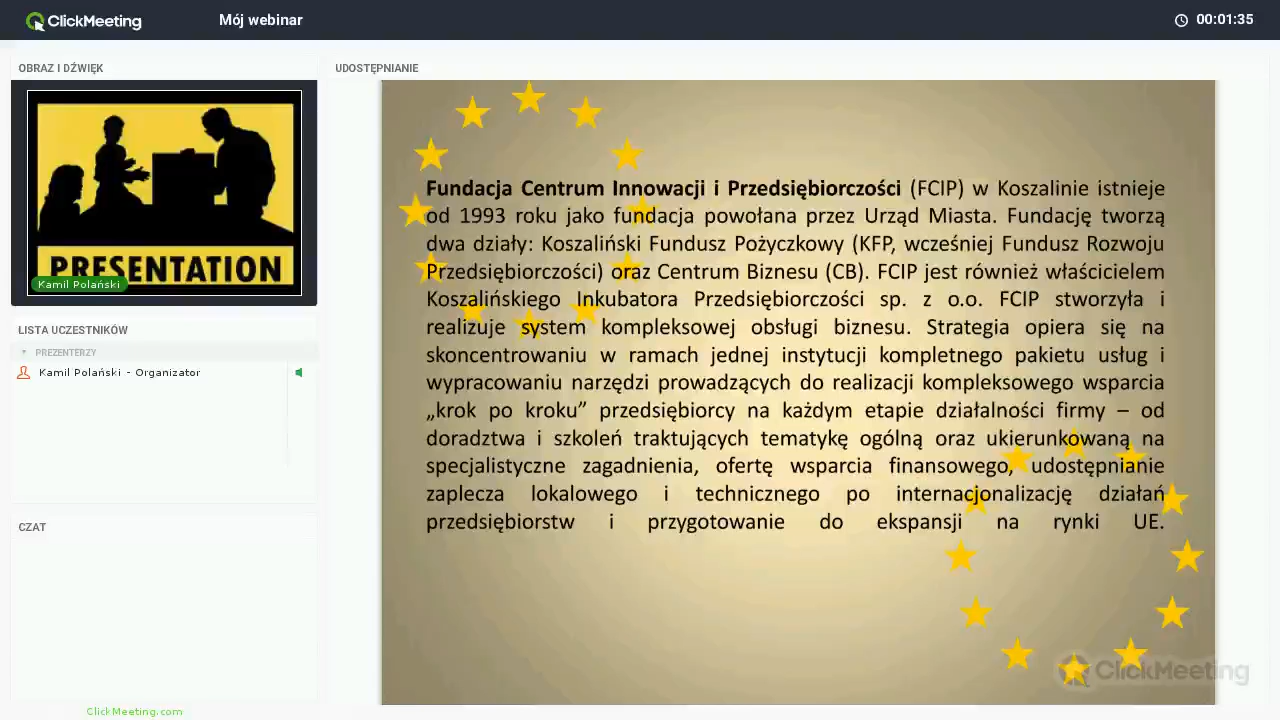 ClickMeeting
Mój webinar
00:01:35
OBRAZ I DŹWIĘK
PRESENTATION
Kamil Polański
LISTA UCZESTNIKÓW
PREZENTERZY
Kamil Polański - Organizator
CZAT
ClickMeeting.com
UDOSTĘPNIANIE
Fundacja Centrum Innowacji i Przedsiębiorczości (FCIP) w Koszalinie istnieje
od 1993 roku jako fundacja powołana przez Urząd Miasta. Fundację tworzą
dwa działy: Koszaliński Fundusz Pożyczkowy (KFP, wcześniej Fundusz Rozwoju
Przedsiębiorczości) oraz Centrum Biznesu (CB). FCIP jest również właścicielem
Koszalińskiego Inkubatora Przedsiębiorczości sp. z o.o. FCIP stworzyła i
realizuje system kompleksowej obsługi biznesu. Strategia opiera się na
skoncentrowaniu w ramach jednej instytucji kompletnego pakietu usług i
wypracowaniu narzędzi prowadzących do realizacji kompleksowego wsparcia
„krok po kroku” przedsiębiorcy na każdym etapie działalności firmy – od
doradztwa i szkoleń traktujących tematykę ogólną oraz ukierunkowaną na
specjalistyczne zagadnienia, ofertę wsparcia finansowego, udostępnianie
zaplecza lokalowego i technicznego po internacjonalizację działań
przedsiębiorstw i przygotowanie do ekspansji na rynki UE.
ClickMeeting